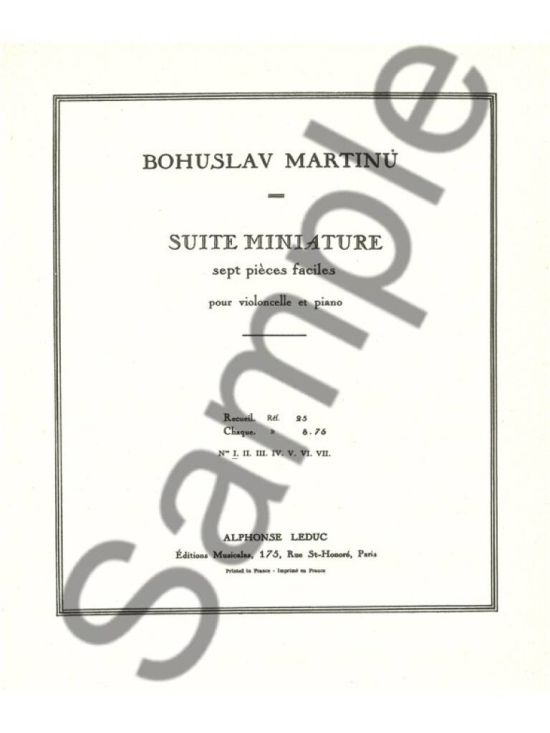 BOHUSLAV MARTINŮ
SUITE MINIATURE
sept pièces faciles
pour violoncelle et piano
Recueil. Réf. 25
Chaque. » 6.75
Nos I. II. III. IV. V. VI. VII.
ALPHONSE LEDUC
Éditions Musicales, 175, Rue St-Honoré, Paris
Printed in France - Imprimé en France
Sample